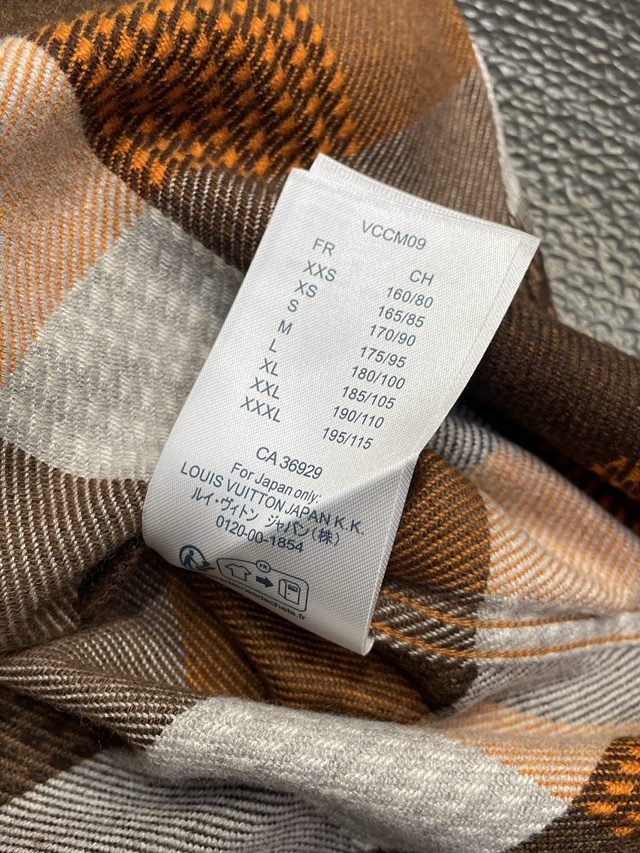 VCCM09
FR CH
XXS 160/80
XS 165/85
S 170/90
M 175/95
L 180/100
XL 185/105
XXL 190/110
XXXL 195/115
CA 36929
For Japan only:
LOUIS VUITTON JAPAN K.K.
ルイ・ヴィトン ジャパン(株)
0120-00-1854
FR